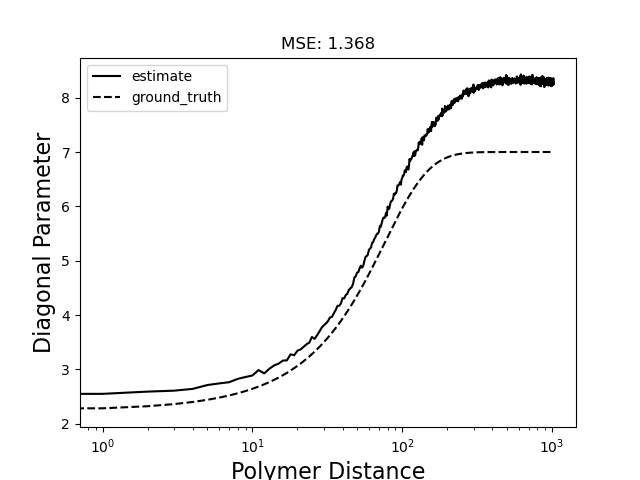 MSE: 1.368
estimate
ground_truth
Diagonal Parameter
8
7
6
5
4
3
2
10⁰ 10¹ 10² 10³
Polymer Distance